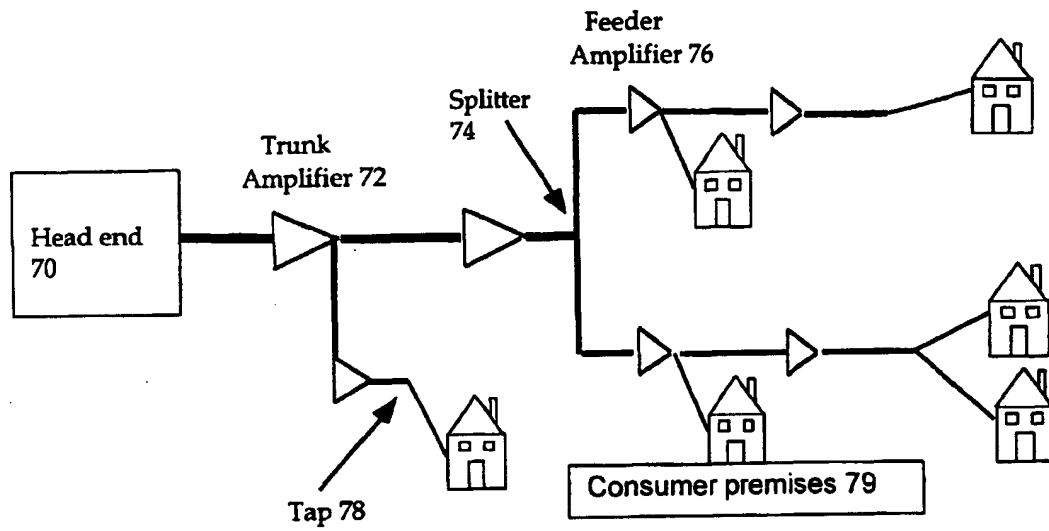 Feeder
Amplifier 76
Splitter
74
Trunk
Amplifier 72
Head end
70
Tap 78
Consumer premises 79